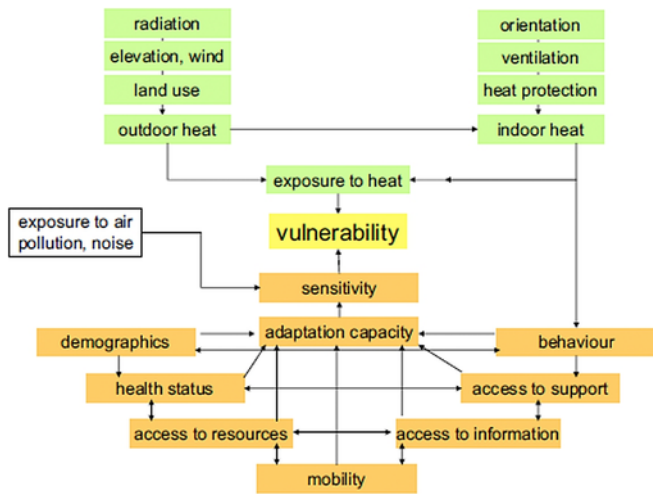 radiation
orientation
elevation, wind
ventilation
land use
heat protection
outdoor heat
indoor heat
exposure to heat
exposure to air
pollution, noise
vulnerability
sensitivity
adaptation capacity
demographics
behaviour
health status
access to support
access to resources
access to information
mobility